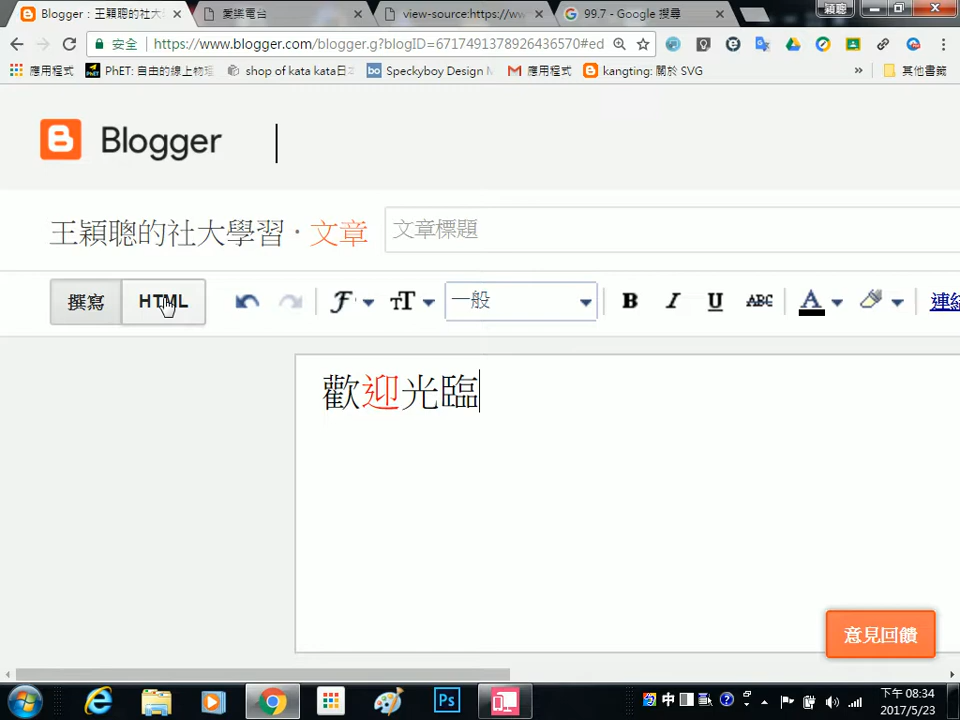 Blogger：王穎聰的社大
愛樂電台
view-source:https://ww
99.7 - Google 搜尋
穎聰
安全 https://www.blogger.com/blogger.g?blogID=6717491378926436570#ed
應用程式
PhET: 自由的線上物理
shop of kata kata日本
Speckyboy Design M
應用程式
kangting: 關於 SVG
»
其他書籤
Blogger
王穎聰的社大學習 · 文章
文章標題
撰寫
HTML
一般
B I U ABC A
連結
歡迎光臨
意見回饋
Ps
中
下午 08:34
2017/5/23